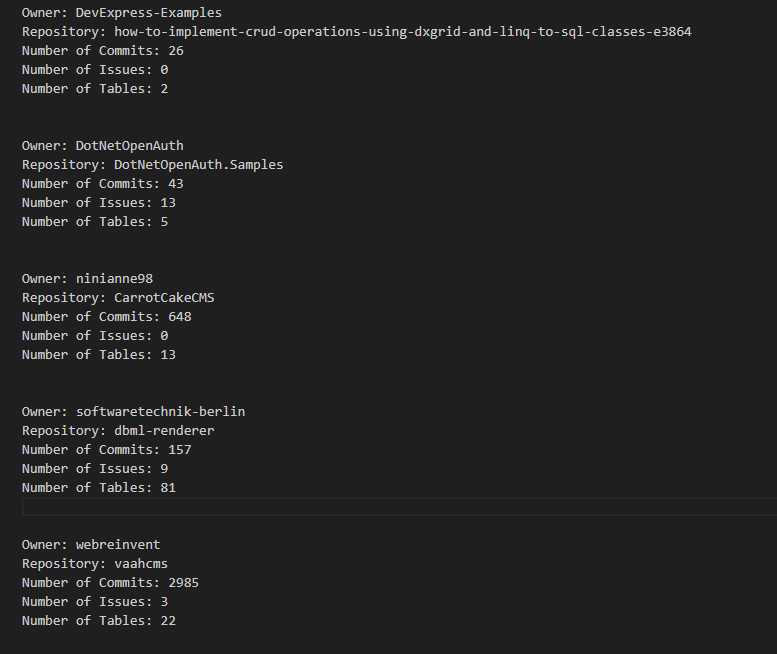 Owner: DevExpress-Examples
Repository: how-to-implement-crud-operations-using-dxgrid-and-linq-to-sql-classes-e3864
Number of Commits: 26
Number of Issues: 0
Number of Tables: 2
Owner: DotNetOpenAuth
Repository: DotNetOpenAuth.Samples
Number of Commits: 43
Number of Issues: 13
Number of Tables: 5
Owner: ninianne98
Repository: CarrotCakeCMS
Number of Commits: 648
Number of Issues: 0
Number of Tables: 13
Owner: softwaretechnik-berlin
Repository: dbml-renderer
Number of Commits: 157
Number of Issues: 9
Number of Tables: 81
Owner: webreinvent
Repository: vaahcms
Number of Commits: 2985
Number of Issues: 3
Number of Tables: 22